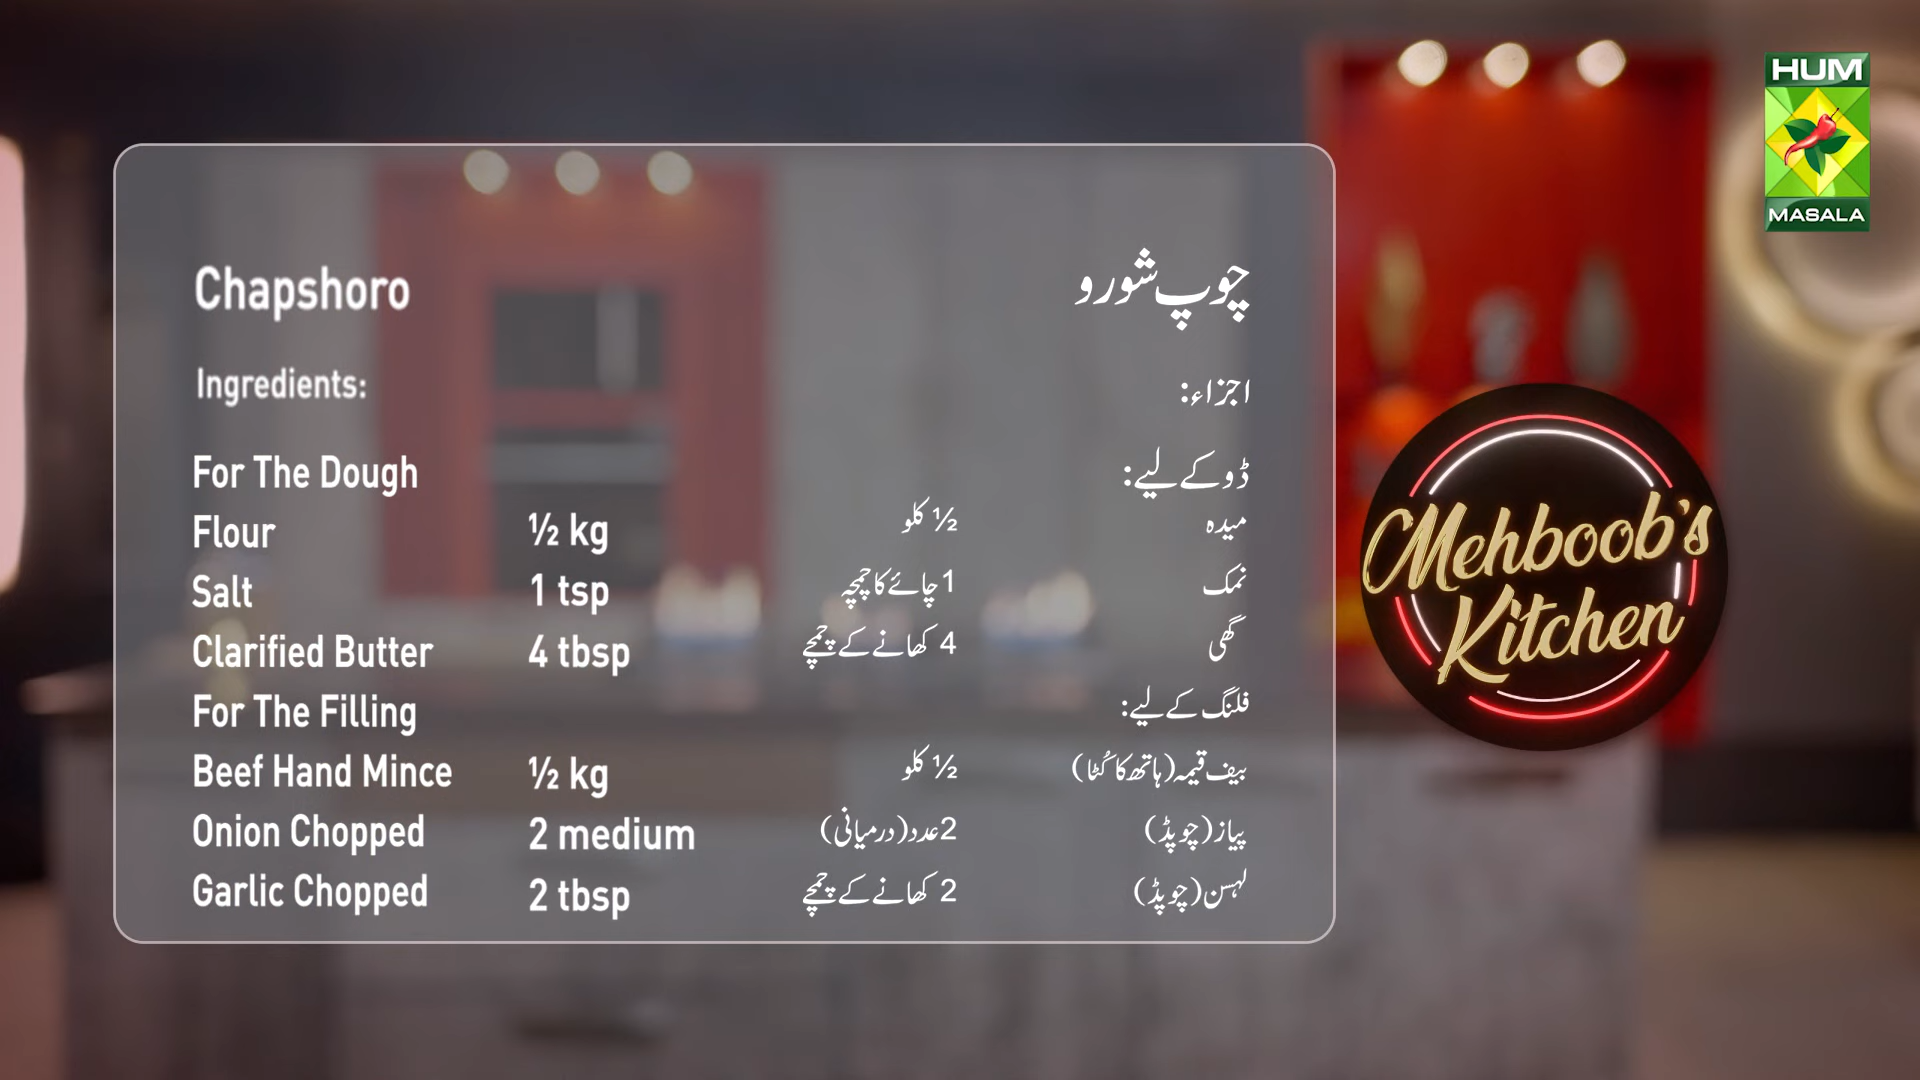 HUM
MASALA
Chapshoro چوپ شورو
Ingredients: اجزاء:
For The Dough ڈو کے لیے:
Flour ½ kg ½ کلو میدہ
Salt 1 tsp 1 چائے کا چمچہ نمک
Clarified Butter 4 tbsp 4 کھانے کے چمچے گھی
For The Filling فلنگ کے لیے:
Beef Hand Mince ½ kg ½ کلو بیف قیمہ (ہاتھ کا کُٹا)
Onion Chopped 2 medium 2 عدد (درمیانی) پیاز (چوپڈ)
Garlic Chopped 2 tbsp 2 کھانے کے چمچے لہسن (چوپڈ)
Mehboob's
Kitchen